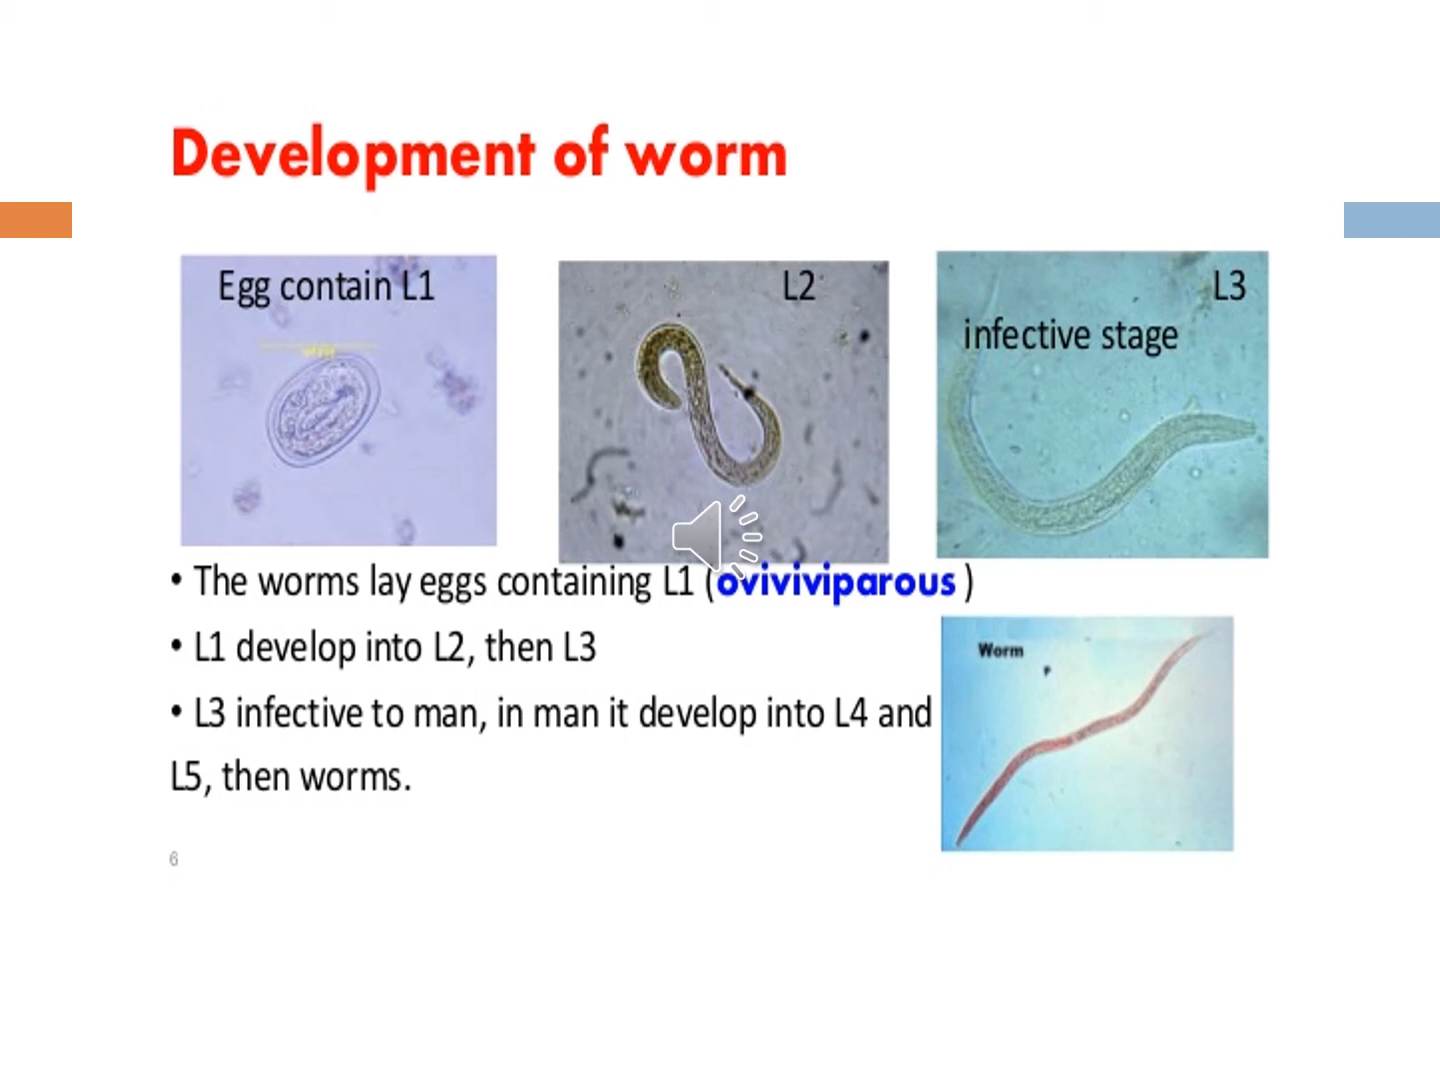 Development of worm
Egg contain L1
L2
L3
infective stage
• The worms lay eggs containing L1 (oviviviparous )
• L1 develop into L2, then L3
• L3 infective to man, in man it develop into L4 and
L5, then worms.
Worm
6